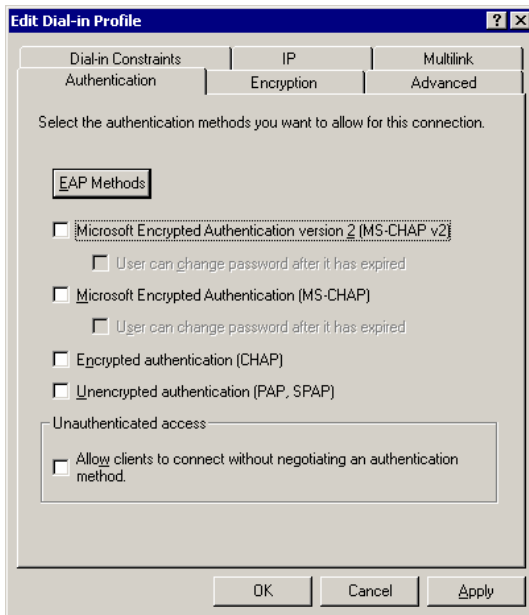 Edit Dial-in Profile
Dial-in Constraints
IP
Multilink
Authentication
Encryption
Advanced
Select the authentication methods you want to allow for this connection.
EAP Methods
Microsoft Encrypted Authentication version 2 (MS-CHAP v2)
User can change password after it has expired
Microsoft Encrypted Authentication (MS-CHAP)
User can change password after it has expired
Encrypted authentication (CHAP)
Unencrypted authentication (PAP, SPAP)
Unauthenticated access
Allow clients to connect without negotiating an authentication
method.
OK
Cancel
Apply